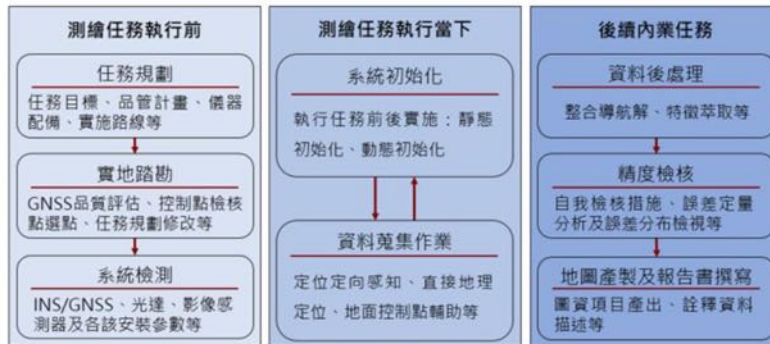 測繪任務執行前
任務規劃
任務目標、品管計畫、儀器
配備、實施路線等
實地踏勘
GNSS品質評估、控制點檢核
點選點、任務規劃修改等
系統檢測
INS/GNSS、光達、影像感
測器及各該安裝參數等
測繪任務執行當下
系統初始化
執行任務前後實施：靜態
初始化、動態初始化
資料蒐集作業
定位定向感知、直接地理
定位、地面控制點輔助等
後續內業任務
資料後處理
整合導航解、特徵萃取等
精度檢核
自我檢核措施、誤差定量
分析及誤差分布檢視等
地圖產製及報告書撰寫
圖資項目產出、詮釋資料
描述等